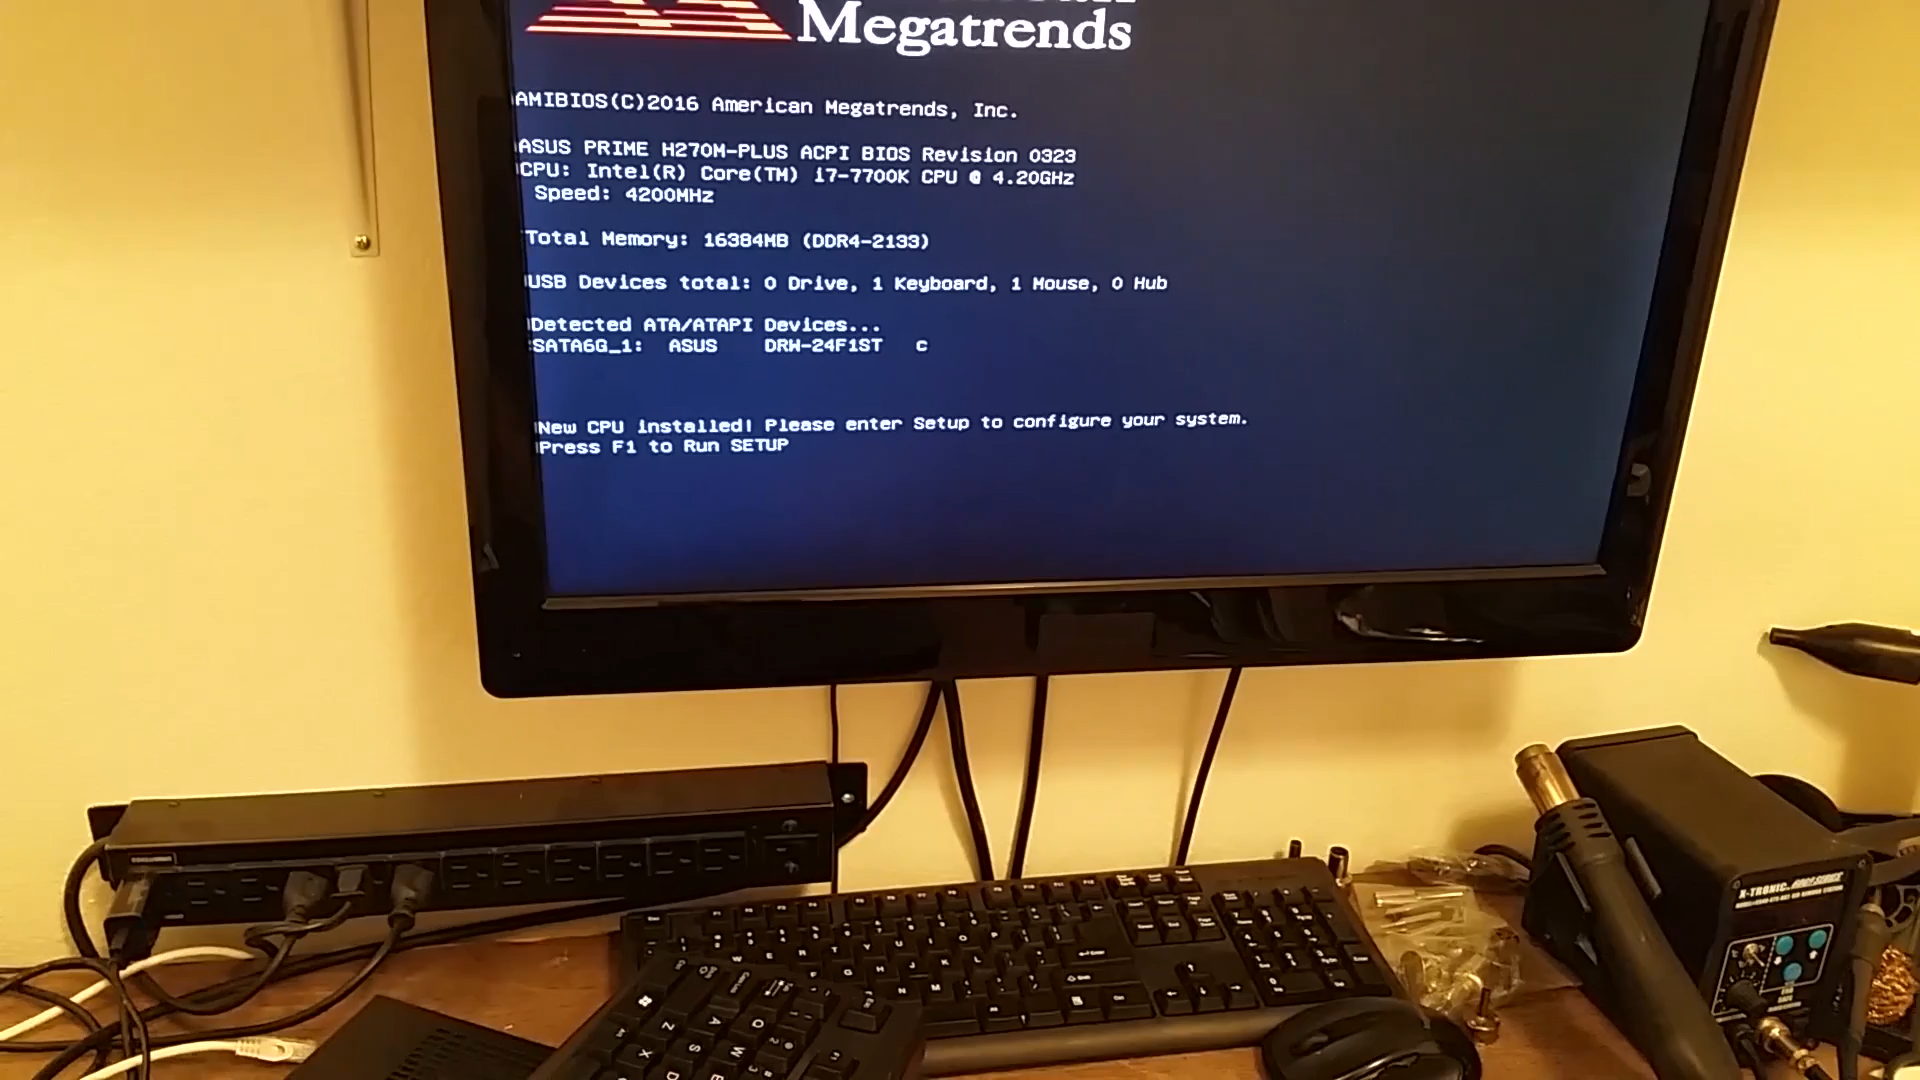 Megatrends
AMIBIOS(C)2016 American Megatrends, Inc.
ASUS PRIME H270M-PLUS ACPI BIOS Revision 0323
CPU: Intel(R) Core(TM) i7-7700K CPU @ 4.20GHz
Speed: 4200MHz
Total Memory: 16384MB (DDR4-2133)
USB Devices total: 0 Drive, 1 Keyboard, 1 Mouse, 0 Hub
Detected ATA/ATAPI Devices...
SATA6G_1: ASUS DRW-24F1ST c
New CPU installed! Please enter Setup to configure your system.
Press F1 to Run SETUP
X-TRONIC